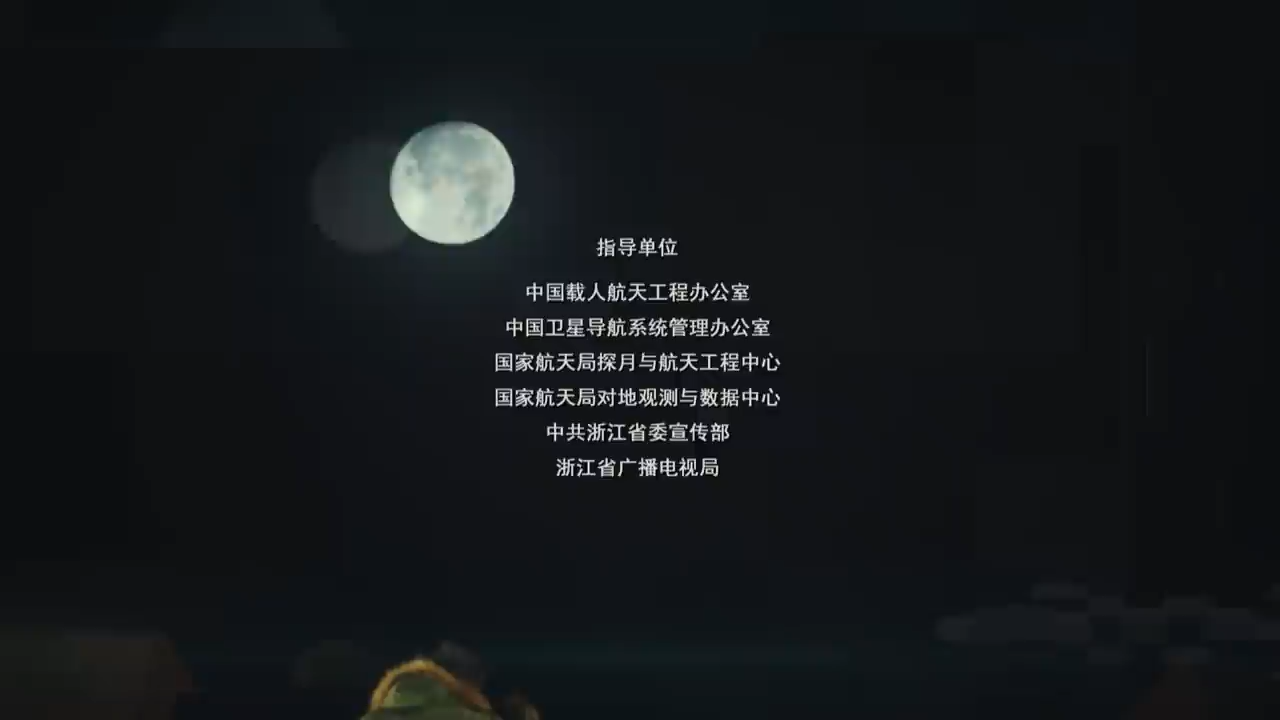 指导单位
中国载人航天工程办公室
中国卫星导航系统管理办公室
国家航天局探月与航天工程中心
国家航天局对地观测与数据中心
中共浙江省委宣传部
浙江省广播电视局